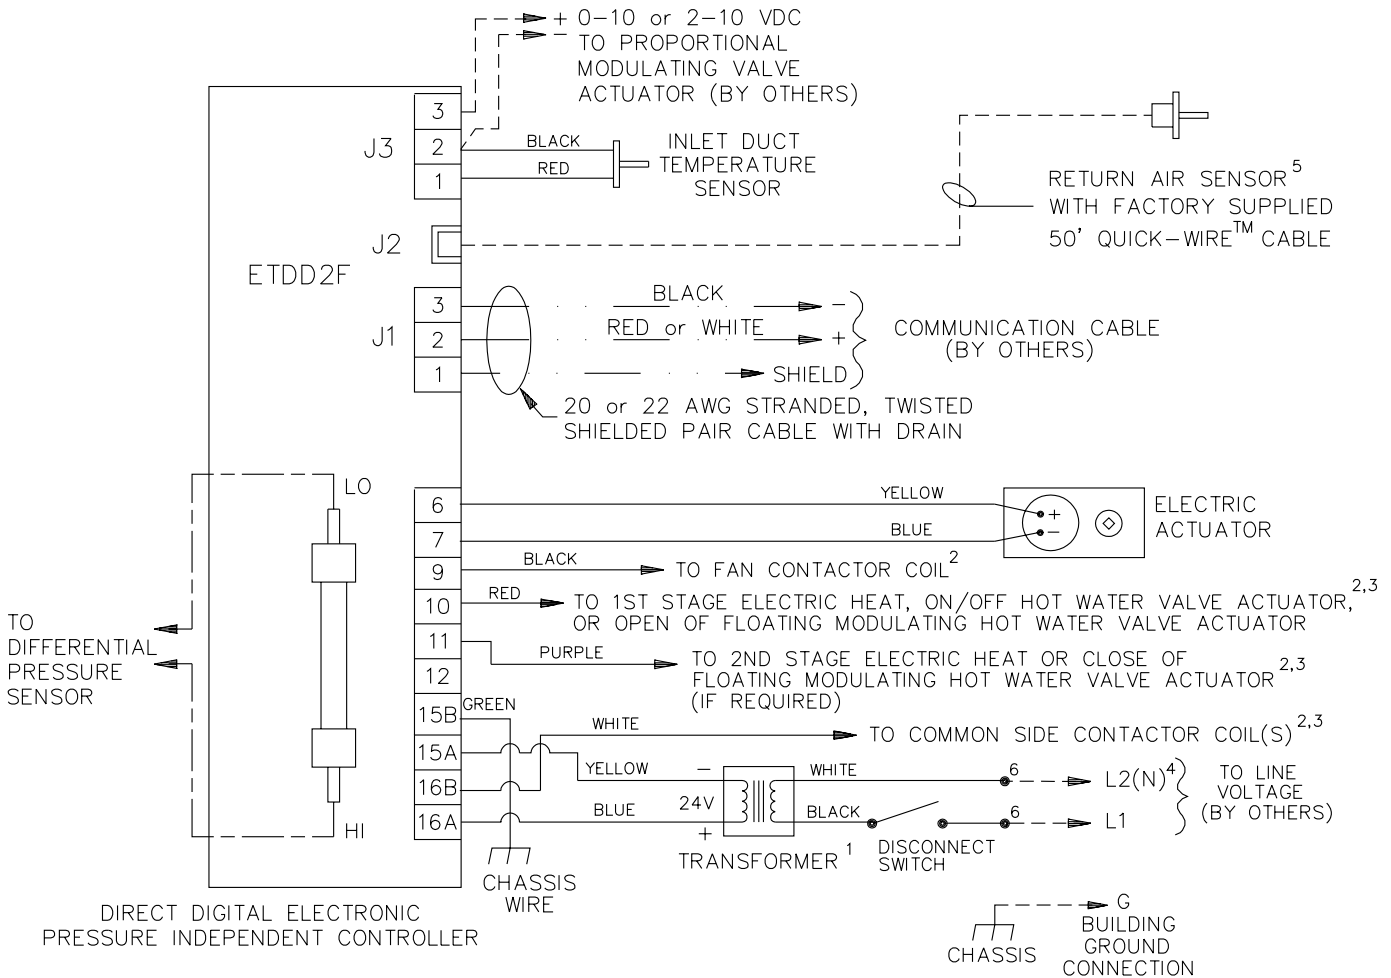 + 0-10 or 2-10 VDC
- TO PROPORTIONAL
MODULATING VALVE
ACTUATOR (BY OTHERS)
3
J3
2
1
BLACK
RED
INLET DUCT
TEMPERATURE
SENSOR
RETURN AIR SENSOR 5
WITH FACTORY SUPPLIED
50' QUICK-WIRE™ CABLE
J2
ETDD2F
3
J1
2
1
BLACK
-
RED or WHITE
+
SHIELD
COMMUNICATION CABLE
(BY OTHERS)
20 or 22 AWG STRANDED, TWISTED
SHIELDED PAIR CABLE WITH DRAIN
LO
HI
TO
DIFFERENTIAL
PRESSURE
SENSOR
6
7
9
10
11
12
15B
15A
16B
16A
YELLOW
BLUE
+
-
ELECTRIC
ACTUATOR
BLACK
TO FAN CONTACTOR COIL 2
RED
TO 1ST STAGE ELECTRIC HEAT, ON/OFF HOT WATER VALVE ACTUATOR, 2,3
OR OPEN OF FLOATING MODULATING HOT WATER VALVE ACTUATOR
PURPLE
TO 2ND STAGE ELECTRIC HEAT OR CLOSE OF
FLOATING MODULATING HOT WATER VALVE ACTUATOR 2,3
(IF REQUIRED)
GREEN
WHITE
TO COMMON SIDE CONTACTOR COIL(S) 2,3
YELLOW
BLUE
-
24V
+
TRANSFORMER 1
WHITE
BLACK
DISCONNECT
SWITCH
6
6
L2(N) 4
L1
TO LINE
VOLTAGE
(BY OTHERS)
CHASSIS
WIRE
DIRECT DIGITAL ELECTRONIC
PRESSURE INDEPENDENT CONTROLLER
CHASSIS
G
BUILDING
GROUND
CONNECTION